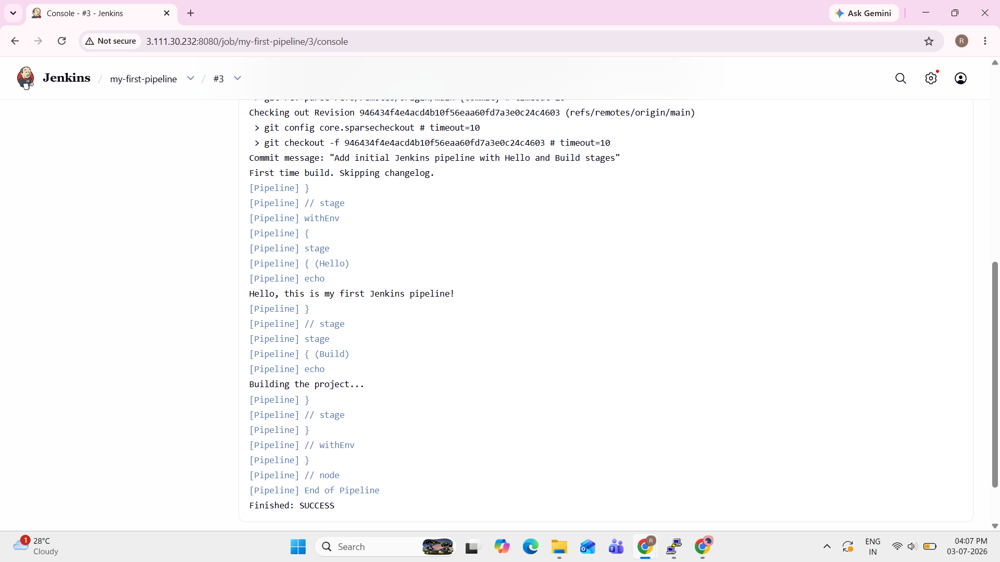 Console - #3 - Jenkins
Ask Gemini
Not secure
3.111.30.232:8080/job/my-first-pipeline/3/console
R
Jenkins / my-first-pipeline / #3
Checking out Revision 946434f4e4acd4b10f56eaa60fd7a3e0c24c4603 (refs/remotes/origin/main)
> git config core.sparsecheckout # timeout=10
> git checkout -f 946434f4e4acd4b10f56eaa60fd7a3e0c24c4603 # timeout=10
Commit message: "Add initial Jenkins pipeline with Hello and Build stages"
First time build. Skipping changelog.
[Pipeline] }
[Pipeline] // stage
[Pipeline] withEnv
[Pipeline] {
[Pipeline] stage
[Pipeline] { (Hello)
[Pipeline] echo
Hello, this is my first Jenkins pipeline!
[Pipeline] }
[Pipeline] // stage
[Pipeline] stage
[Pipeline] { (Build)
[Pipeline] echo
Building the project...
[Pipeline] }
[Pipeline] // stage
[Pipeline] }
[Pipeline] // withEnv
[Pipeline] }
[Pipeline] // node
[Pipeline] End of Pipeline
Finished: SUCCESS
1
28°C
Cloudy
Search
R
ENG
IN
04:07 PM
03-07-2026